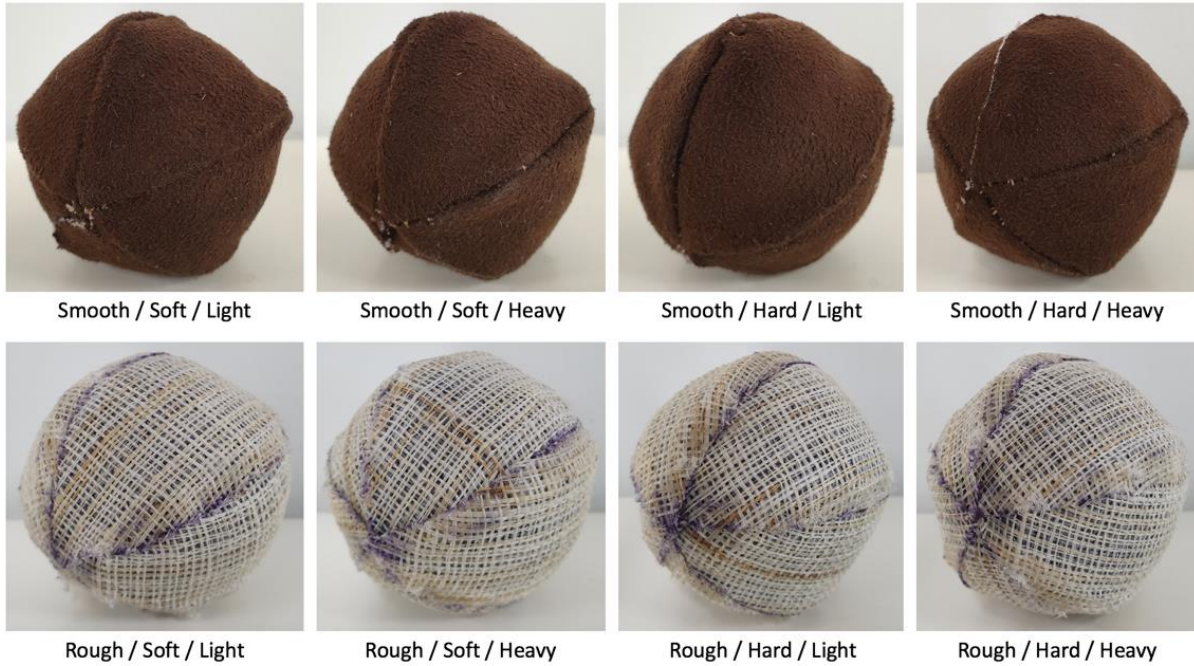 Smooth / Soft / Light
Smooth / Soft / Heavy
Smooth / Hard / Light
Smooth / Hard / Heavy
Rough / Soft / Light
Rough / Soft / Heavy
Rough / Hard / Light
Rough / Hard / Heavy